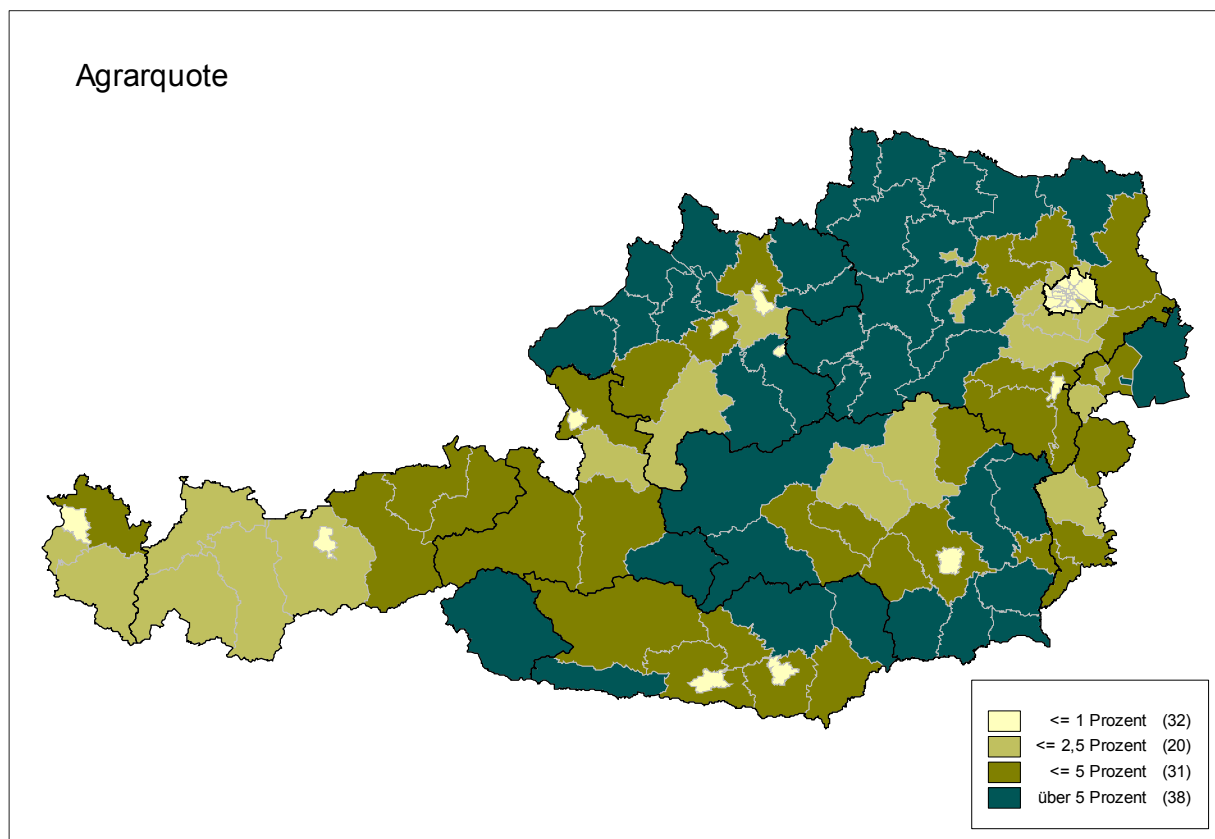 Agrarquote
<= 1 Prozent (32)
<= 2,5 Prozent (20)
<= 5 Prozent (31)
über 5 Prozent (38)